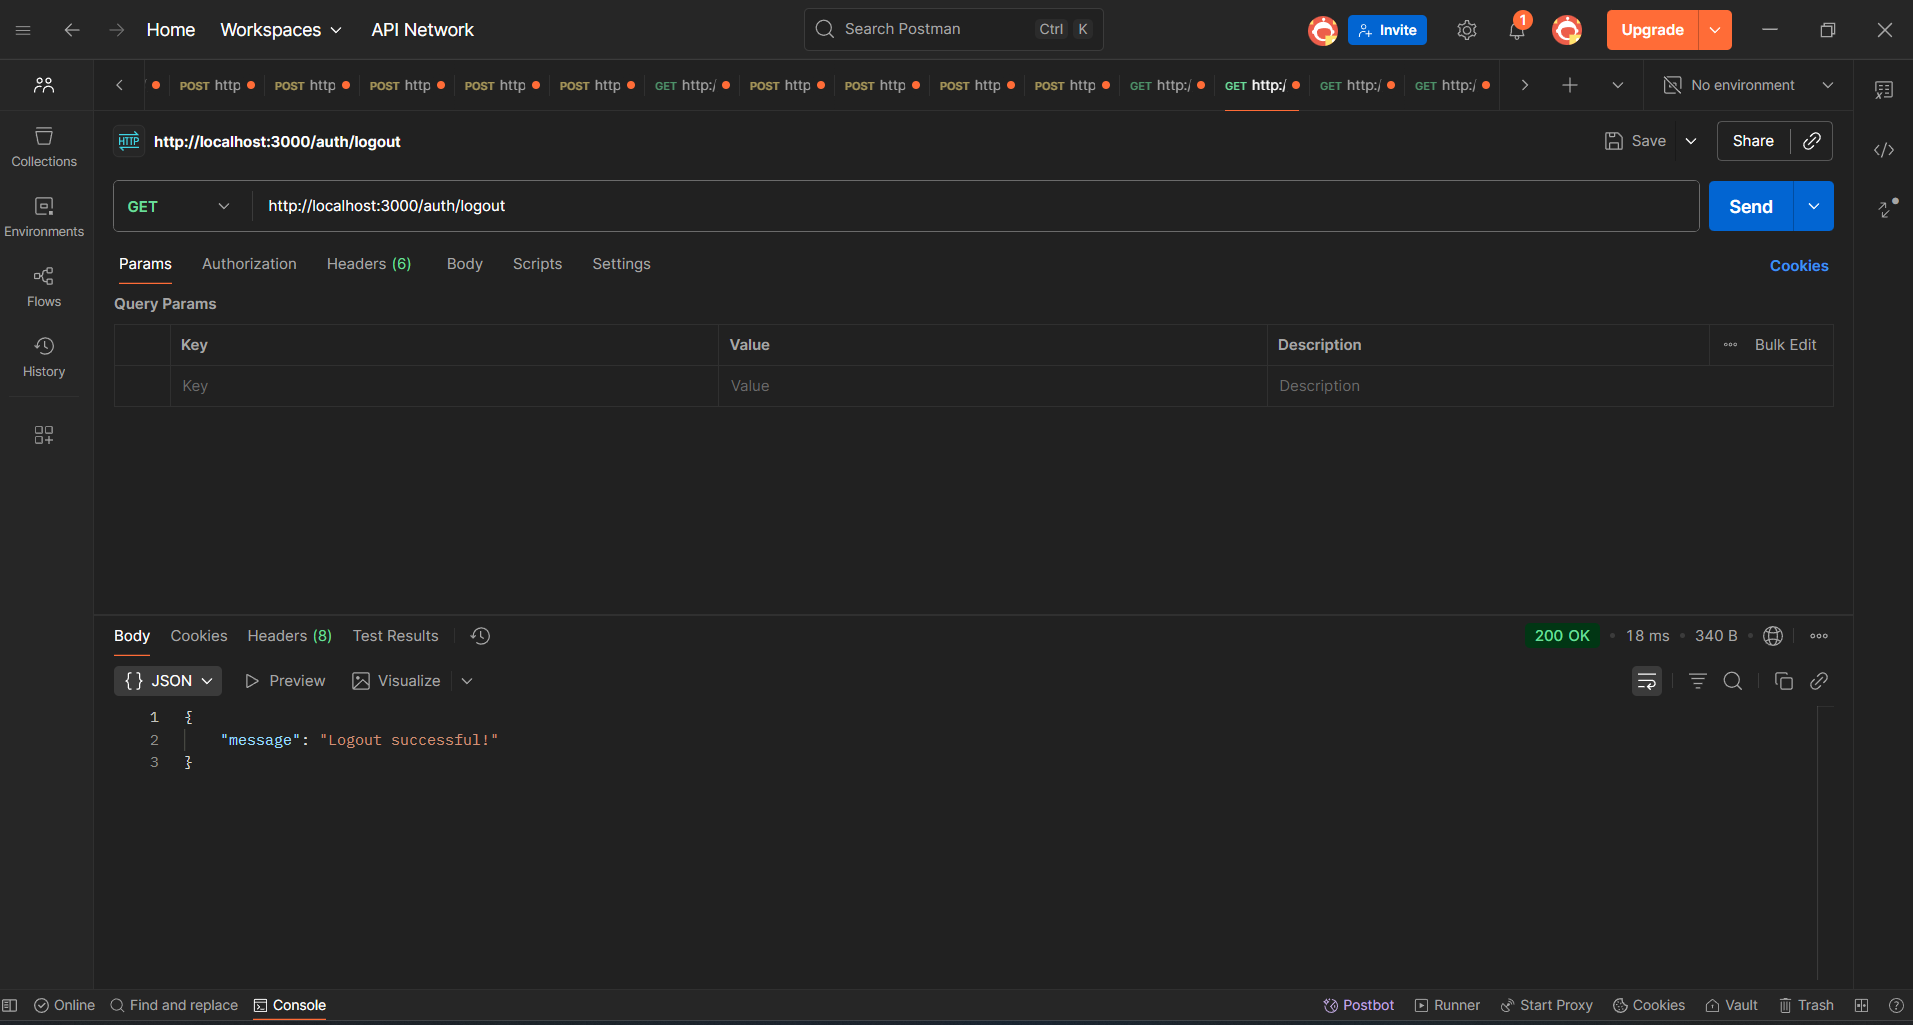 Home Workspaces API Network Search Postman Ctrl K Invite 1 Upgrade
POST http POST http POST http POST http POST http GET http:/ POST http POST http POST http POST http GET http:/ GET http:/ GET http:/ GET http:/ No environment
HTTP http://localhost:3000/auth/logout Save Share
Collections
GET http://localhost:3000/auth/logout Send
Environments
Params Authorization Headers (6) Body Scripts Settings Cookies
Flows
Query Params
Key Value Description Bulk Edit
History
Key Value Description
Body Cookies Headers (8) Test Results 200 OK 18 ms 340 B
{} JSON Preview Visualize
1 {
2 "message": "Logout successful!"
3 }
Online Find and replace Console Postbot Runner Start Proxy Cookies Vault Trash